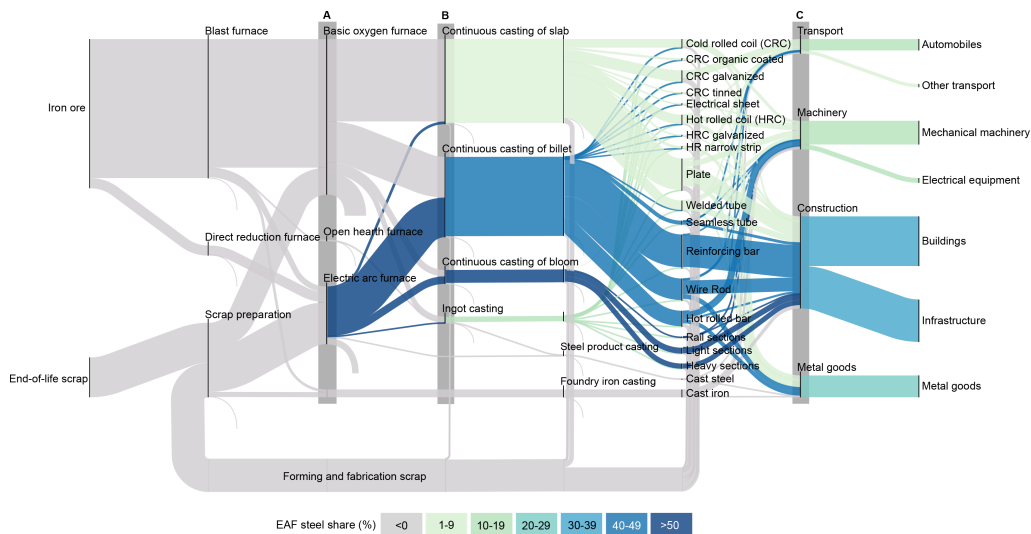 A
B
C
Blast furnace
Basic oxygen furnace
Continuous casting of slab
Transport
Cold rolled coil (CRC)
Automobiles
CRC organic coated
CRC galvanized
Other transport
CRC tinned
Electrical sheet
Iron ore
Machinery
Hot rolled coil (HRC)
Mechanical machinery
HRC galvanized
Continuous casting of billet
HR narrow strip
Plate
Electrical equipment
Welded tube
Construction
Seamless tube
Direct reduction furnace
Open hearth furnace
Reinforcing bar
Buildings
Continuous casting of bloom
Electric arc furnace
Wire Rod
Ingot casting
Scrap preparation
Hot rolled bar
Infrastructure
Rail sections
Steel product casting
Light sections
Heavy sections
Metal goods
End-of-life scrap
Foundry iron casting
Cast steel
Metal goods
Cast iron
Forming and fabrication scrap
EAF steel share (%)
<0
1-9
10-19
20-29
30-39
40-49
>50